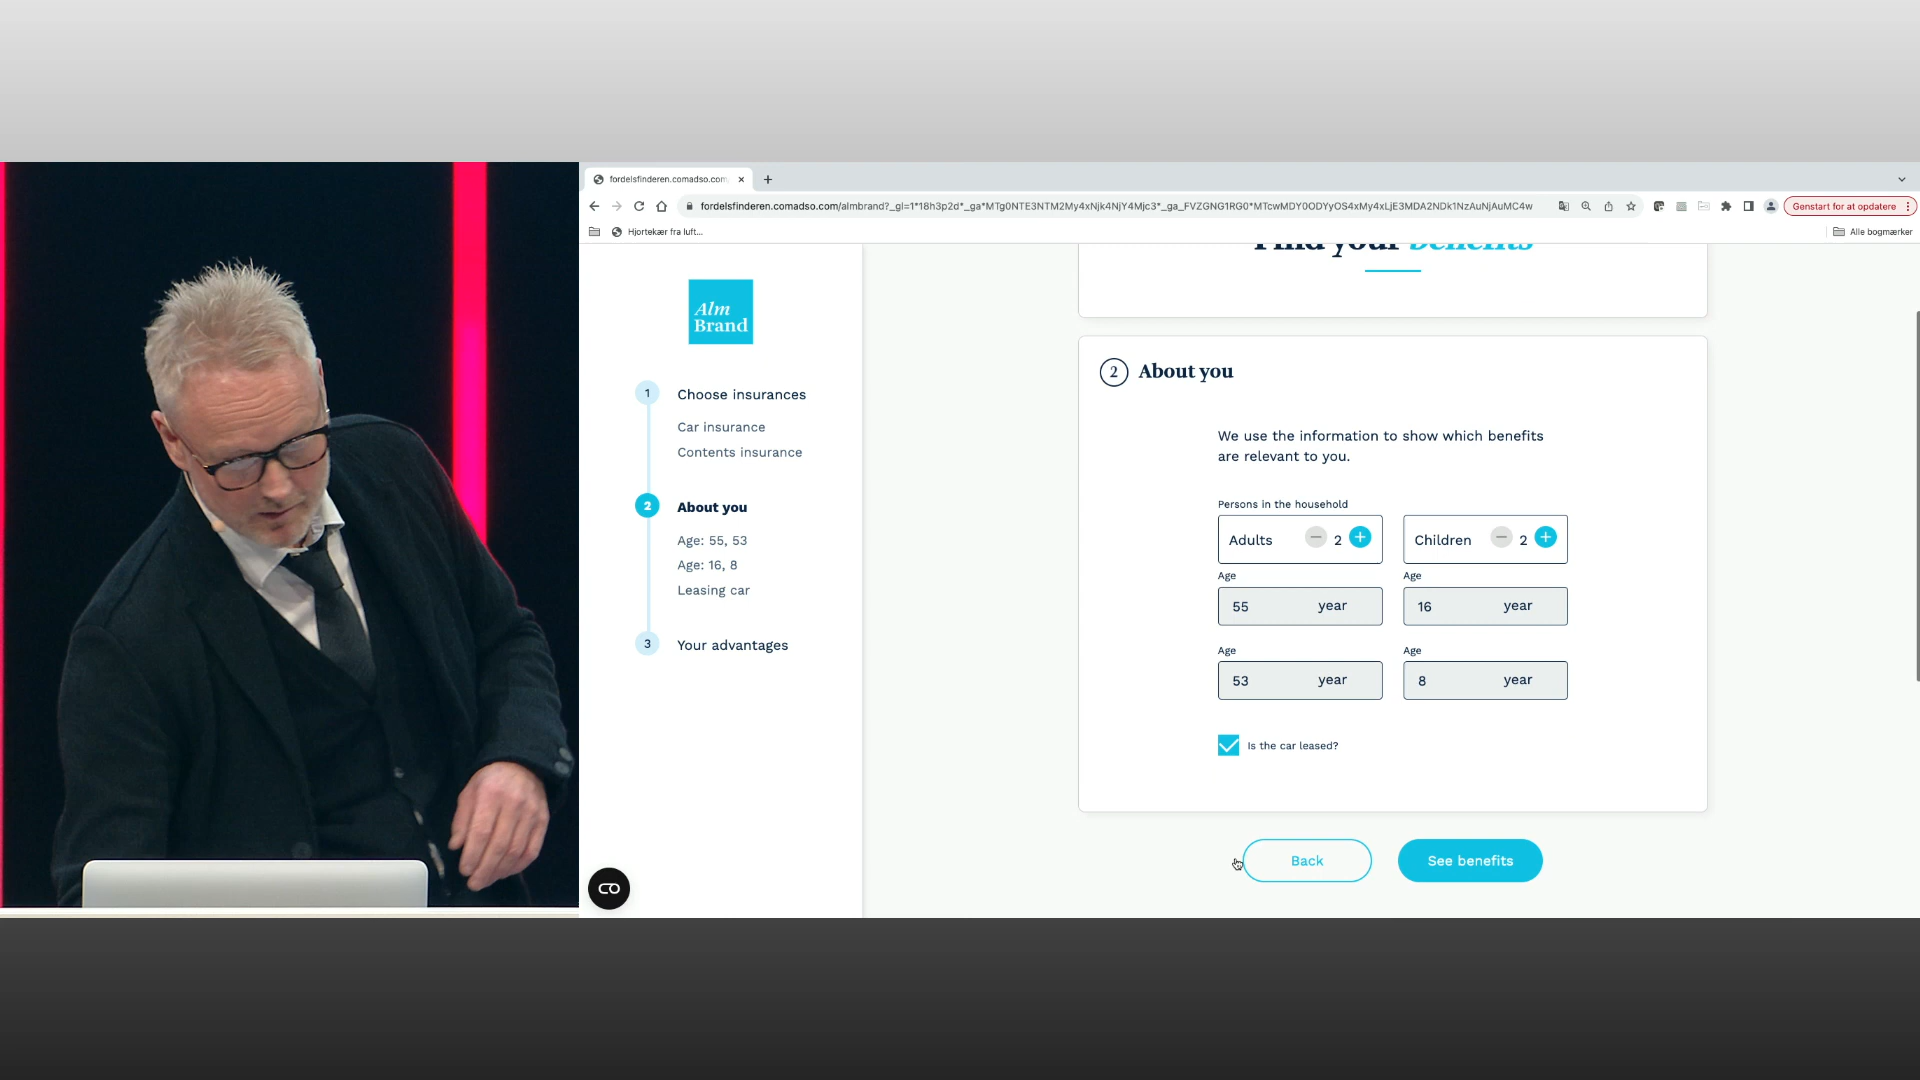 fordelsfinderen.comadso.com
fordelsfinderen.comadso.com/almbrand?_gl=1*18h3p2d*_ga*MTg0NTE3NTM2My4xNjk4NjY4Mjc3*_ga_FVZGNG1RG0*MTcwMDY0ODYyOS4xMy4xLjE3MDA2NDk1NzAuNjAuMC4w
Genstart for at opdatere
Hjortekær fra luft...
Alle bogmærker
Alm
Brand
1 Choose insurances
Car insurance
Contents insurance
2 About you
Age: 55, 53
Age: 16, 8
Leasing car
3 Your advantages
Find your benefits
2 About you
We use the information to show which benefits
are relevant to you.
Persons in the household
Adults 2 Children 2
Age Age
55 year 16 year
Age Age
53 year 8 year
Is the car leased?
Back See benefits